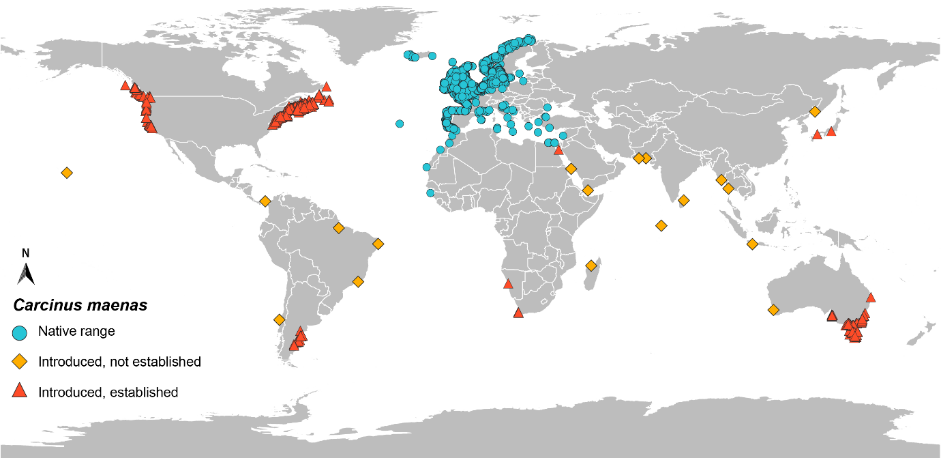 N
Carcinus maenas
Native range
Introduced, not established
Introduced, established